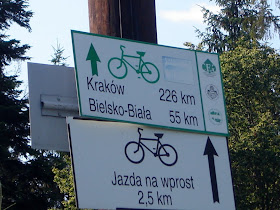 Kraków 226 km
Bielsko-Biała 55 km
Jazda na wprost
2,5 km